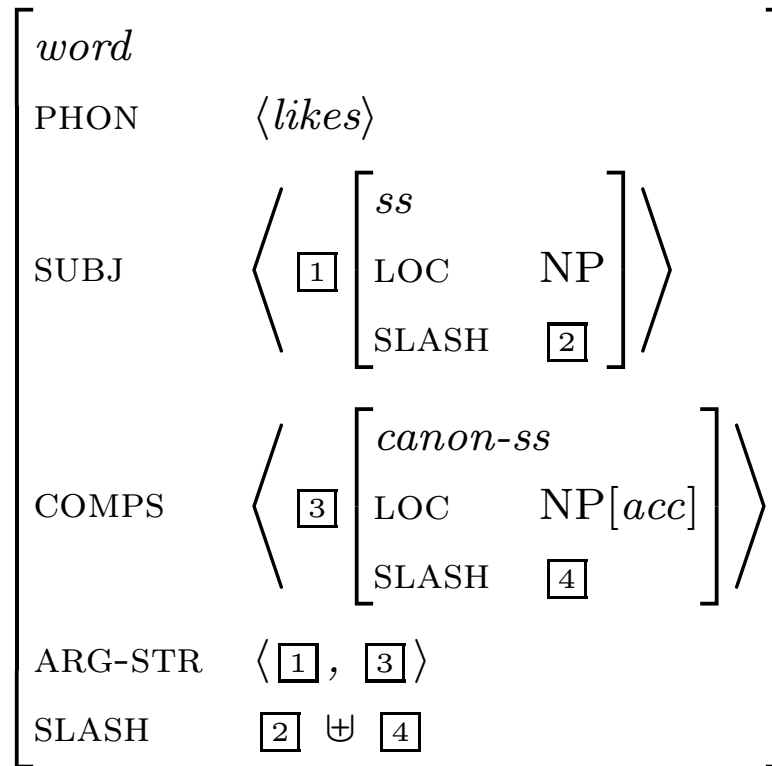 word
PHON ⟨likes⟩
ss
SUBJ ⟨ 1 LOC NP ⟩
SLASH 2
canon-ss
COMPS ⟨ 3 LOC NP[acc] ⟩
SLASH 4
ARG-STR ⟨ 1 , 3 ⟩
SLASH 2 ⊎ 4